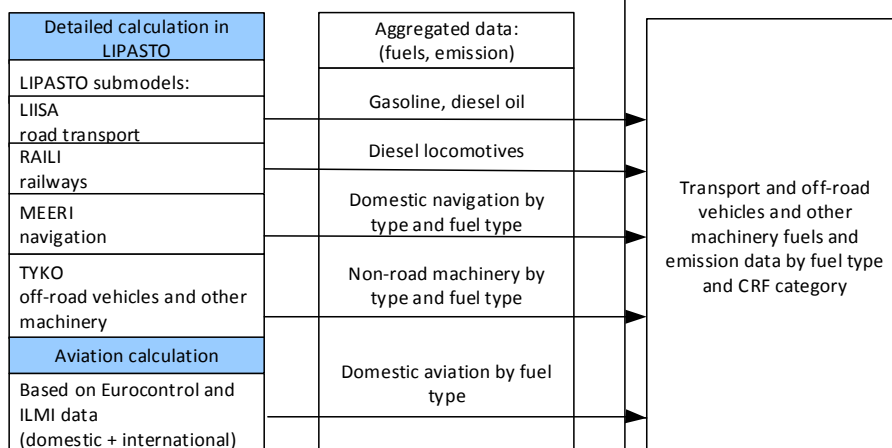 Detailed calculation in
LIPASTO
LIPASTO submodels:
LIISA
road transport
RAILI
railways
MEERI
navigation
TYKO
off-road vehicles and other
machinery
Aviation calculation
Based on Eurocontrol and
ILMI data
(domestic + international)
Aggregated data:
(fuels, emission)
Gasoline, diesel oil
Diesel locomotives
Domestic navigation by
type and fuel type
Non-road machinery by
type and fuel type
Domestic aviation by fuel
type
Transport and off-road
vehicles and other
machinery fuels and
emission data by fuel type
and CRF category